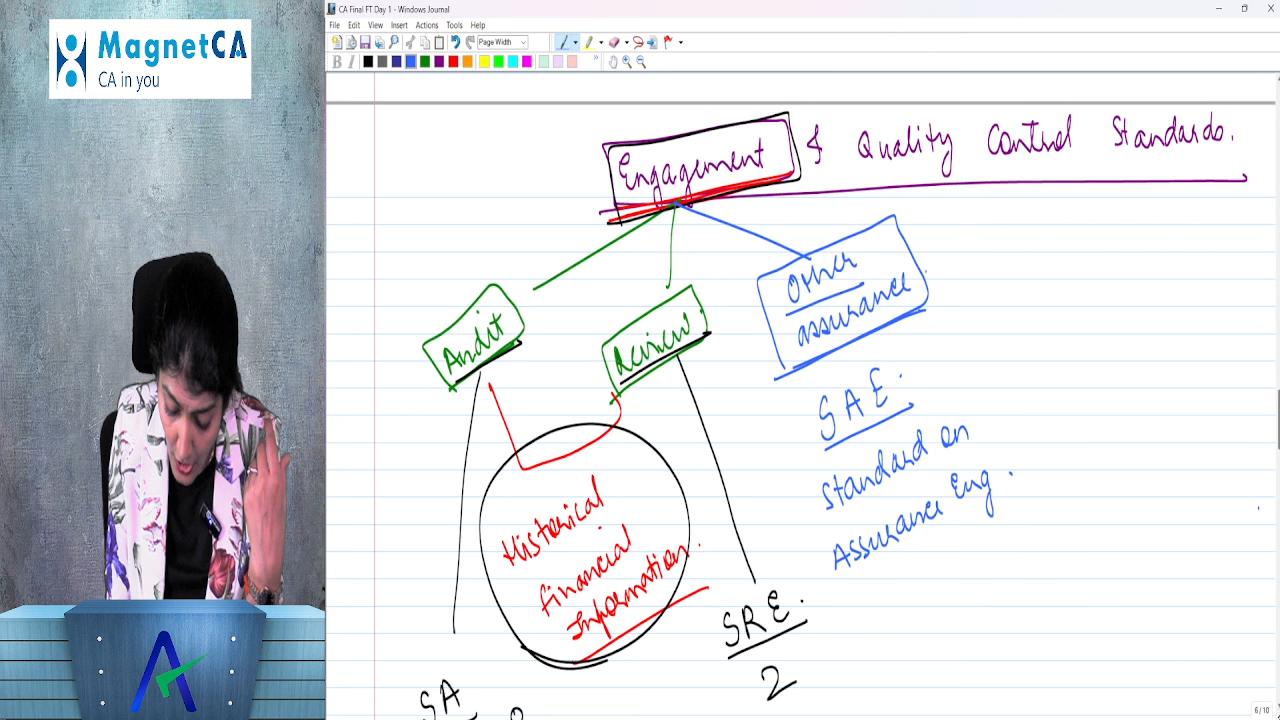 MagnetCA
CA in you
CA Final FT Day 1 - Windows Journal
File Edit View Insert Actions Tools Help
Page Width
B I
Engagement & Quality Control Standards.
Audit
Review.
Other
assurance
SAE.
Standard on
Assurance Eng.
Historical
financial
Information.
SRE.
2
SA
6/10